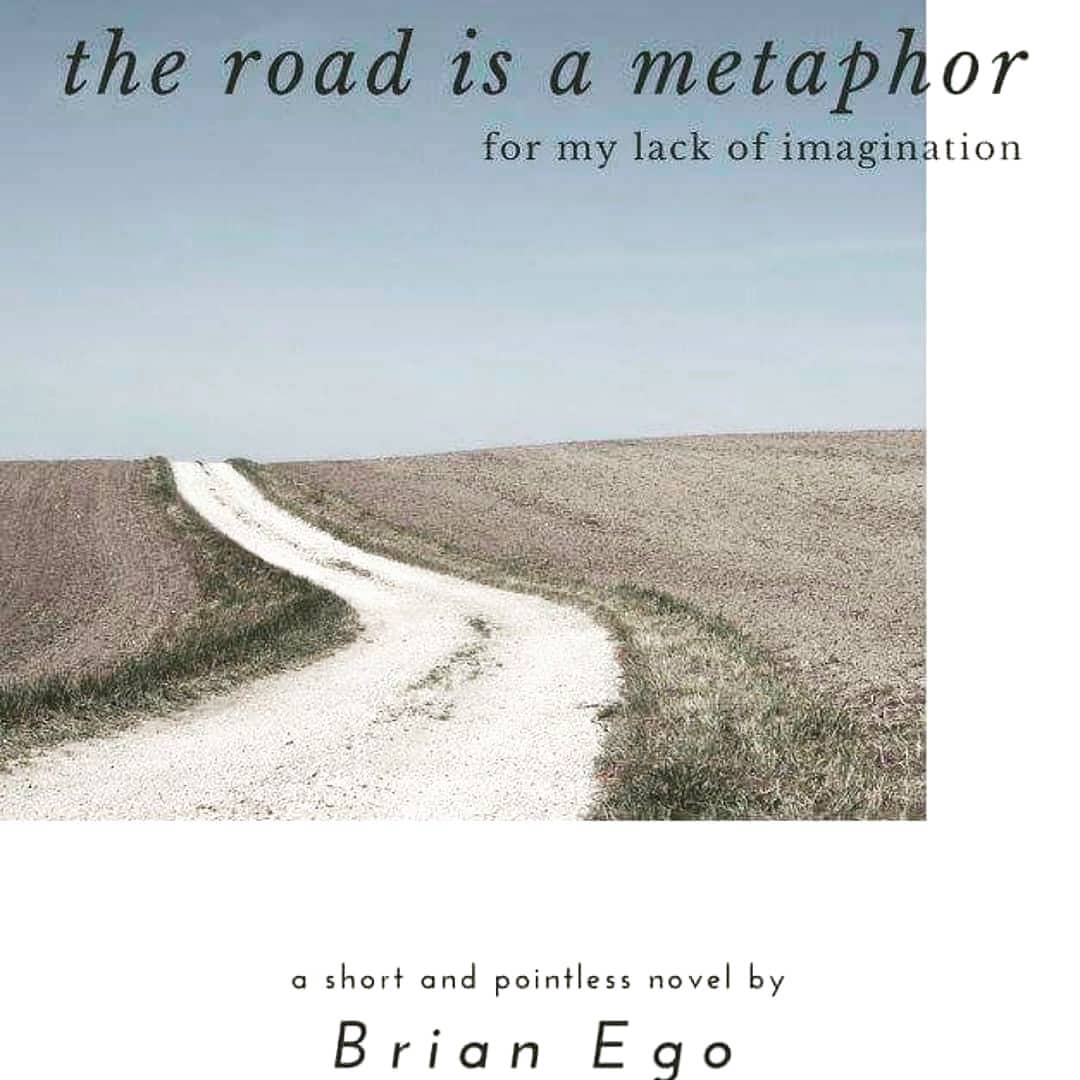 the road is a metaphor
for my lack of imagination
a short and pointless novel by
Brian Ego